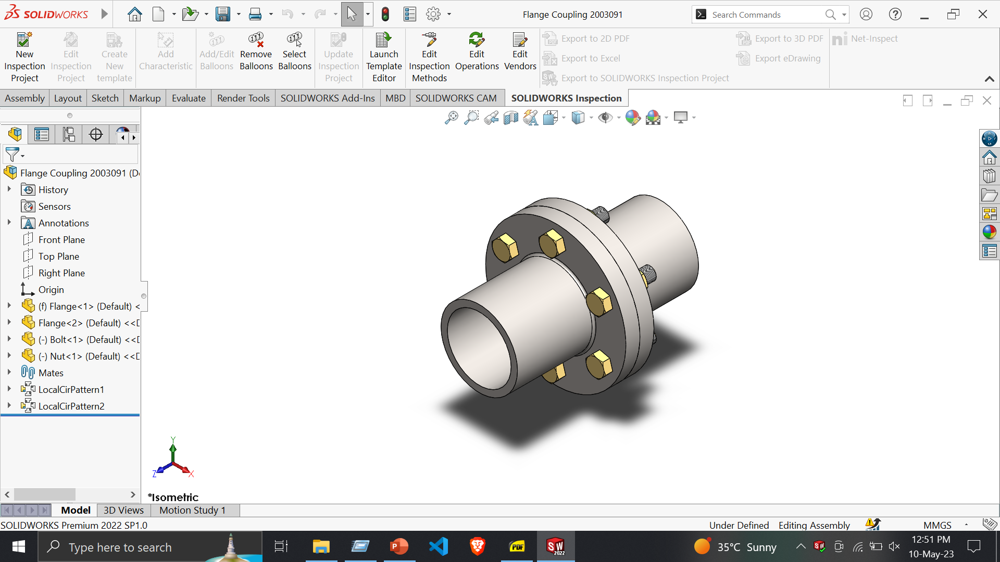 SOLIDWORKS
Flange Coupling 2003091
Search Commands
New Inspection Project
Edit Inspection Project
Create New template
Add Characteristic
Add/Edit Balloons
Remove Balloons
Select Balloons
Update Inspection Project
Launch Template Editor
Edit Inspection Methods
Edit Operations
Edit Vendors
Export to 2D PDF
Export to Excel
Export to SOLIDWORKS Inspection Project
Export to 3D PDF
Export eDrawing
Net-Inspect
Assembly Layout Sketch Markup Evaluate Render Tools SOLIDWORKS Add-Ins MBD SOLIDWORKS CAM SOLIDWORKS Inspection
Flange Coupling 2003091 (D
History
Sensors
Annotations
Front Plane
Top Plane
Right Plane
Origin
(f) Flange<1> (Default) <
Flange<2> (Default) <<D
(-) Bolt<1> (Default) <<D
(-) Nut<1> (Default) <<D
Mates
LocalCirPattern1
LocalCirPattern2
Y
Z
X
*Isometric
Model 3D Views Motion Study 1
SOLIDWORKS Premium 2022 SP1.0
Under Defined Editing Assembly MMGS
Type here to search
PDF
SW 2022
35°C Sunny
12:51 PM
10-May-23